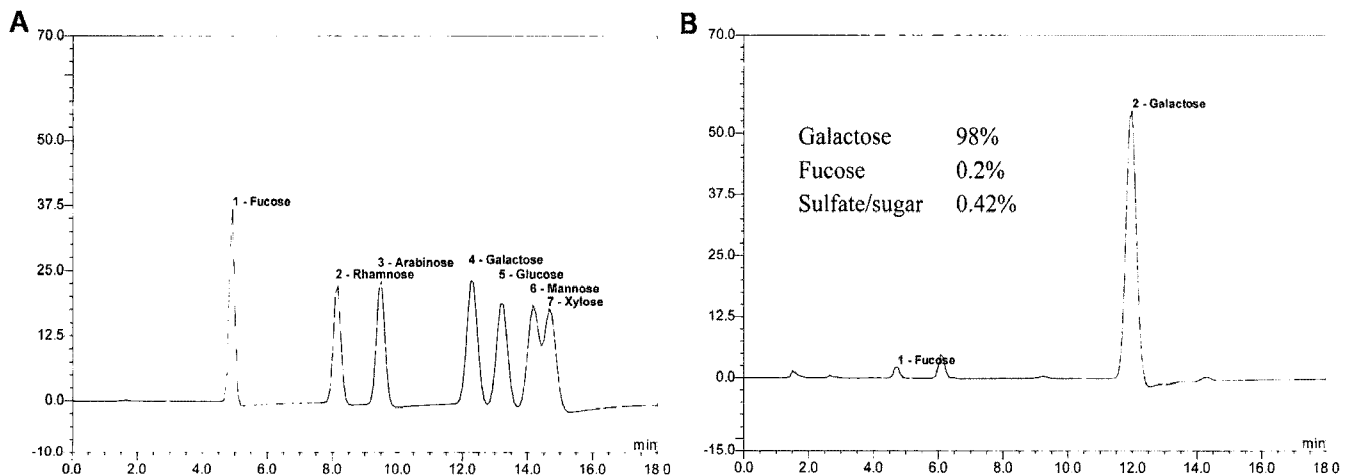 A
70.0
50.0
37.5
25.0
12.5
0.0
-10.0
1 - Fucose
2 - Rhamnose
3 - Arabinose
4 - Galactose
5 - Glucose
6 - Mannose
7 - Xylose
min
0.0 2.0 4.0 6.0 8.0 10.0 12.0 14.0 16.0 18.0
B
70.0
50.0
37.5
25.0
12.5
0.0
-15.0
2 - Galactose
Galactose 98%
Fucose 0.2%
Sulfate/sugar 0.42%
1 - Fucose
min
0.0 2.0 4.0 6.0 8.0 10.0 12.0 14.0 16.0 18.0